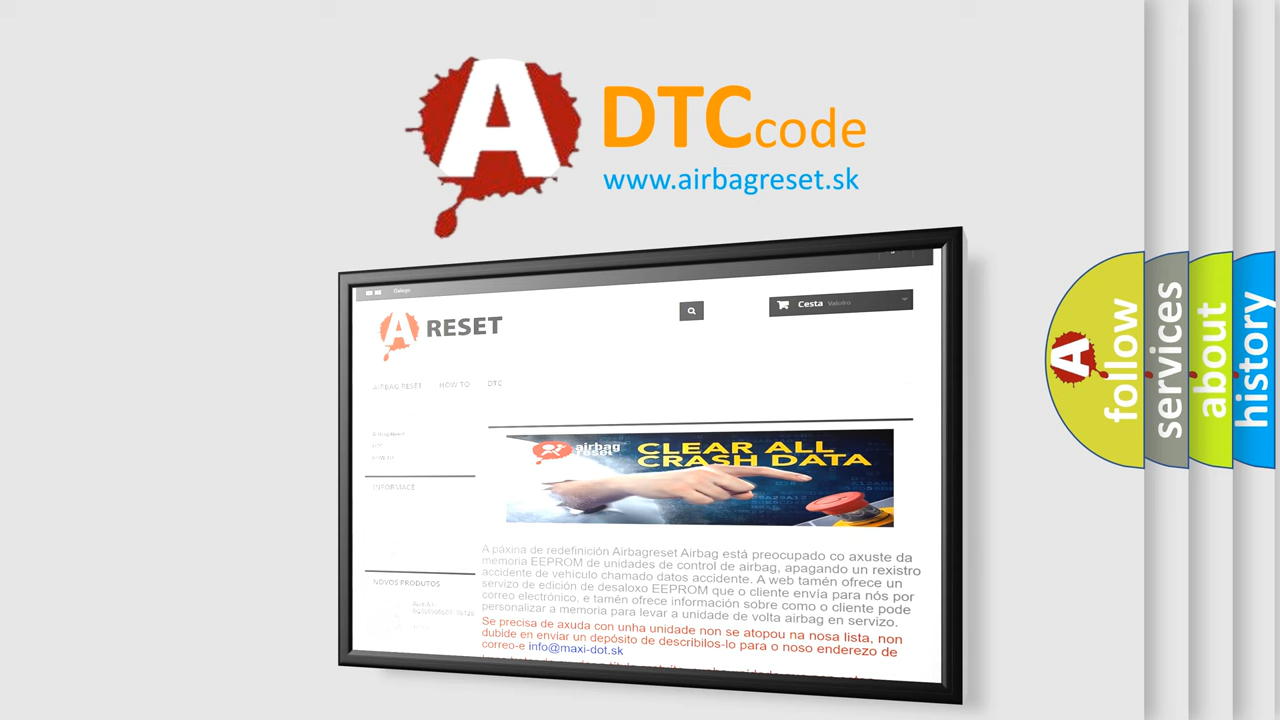 A
DTCcode
www.airbagreset.sk
Galego
A RESET
Cesta Valeiro
AIRBAG RESET HOW TO DTC
INFORMACE
airbag
reset
CLEAR ALL
CRASH DATA
A páxina de redefinición Airbagreset Airbag está preocupado co axuste da
memoria EEPROM de unidades de control de airbag, apagando un rexistro
accidente de vehículo chamado datos accidente. A web tamén ofrece un
servizo de edición de desaloxo EEPROM que o cliente envía para nós por
correo electrónico, e tamén ofrece información sobre como o cliente pode
personalizar a memoria para levar a unidade de volta airbag en servizo.
Se precisa de axuda con unha unidade non se atopou na nosa lista, non
dubide en enviar un depósito de describilos-lo para o noso enderezo de
correo-e info@maxi-dot.sk
NOVOS PRODUTOS
A
follow
services
about
history